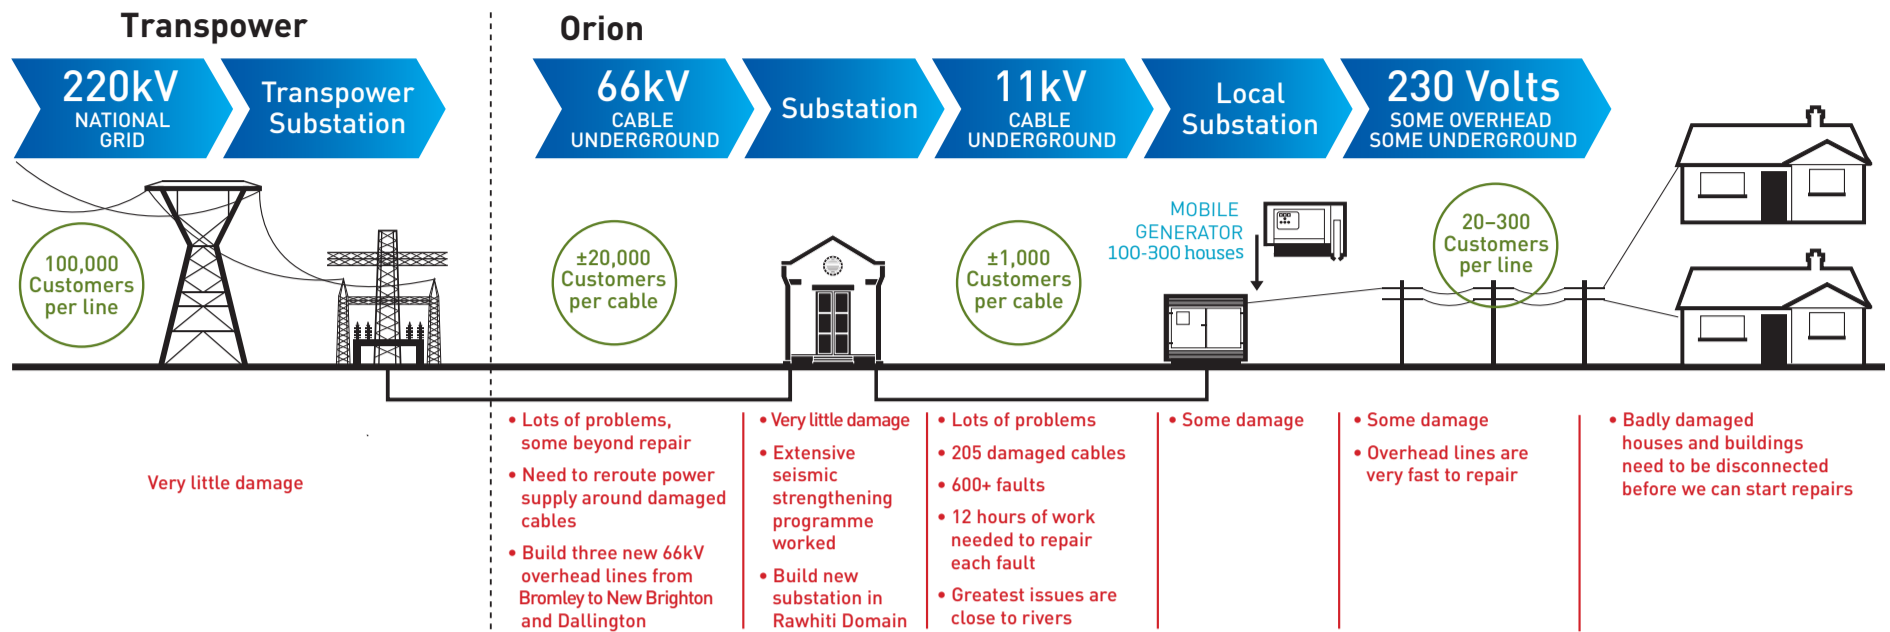 Transpower
Orion
220kV
NATIONAL
GRID
Transpower
Substation
66kV
CABLE
UNDERGROUND
Substation
11kV
CABLE
UNDERGROUND
Local
Substation
230 Volts
SOME OVERHEAD
SOME UNDERGROUND
100,000
Customers
per line
±20,000
Customers
per cable
±1,000
Customers
per cable
MOBILE
GENERATOR
100-300 houses
20–300
Customers
per line
Very little damage
• Lots of problems,
some beyond repair
• Need to reroute power
supply around damaged
cables
• Build three new 66kV
overhead lines from
Bromley to New Brighton
and Dallington
• Very little damage
• Extensive
seismic
strengthening
programme
worked
• Build new
substation in
Rawhiti Domain
• Lots of problems
• 205 damaged cables
• 600+ faults
• 12 hours of work
needed to repair
each fault
• Greatest issues are
close to rivers
• Some damage
• Some damage
• Overhead lines are
very fast to repair
• Badly damaged
houses and buildings
need to be disconnected
before we can start repairs